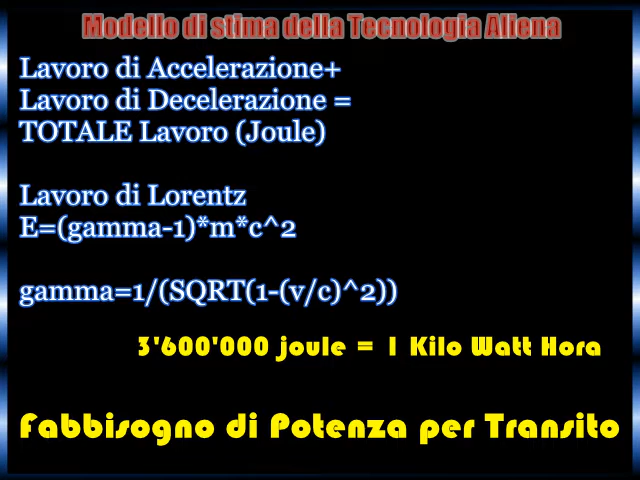 Modello di stima della Tecnologia Aliena
Lavoro di Accelerazione+
Lavoro di Decelerazione =
TOTALE Lavoro (Joule)
Lavoro di Lorentz
E=(gamma-1)*m*c^2
gamma=1/(SQRT(1-(v/c)^2))
3'600'000 joule = 1 Kilo Watt Hora
Fabbisogno di Potenza per Transito